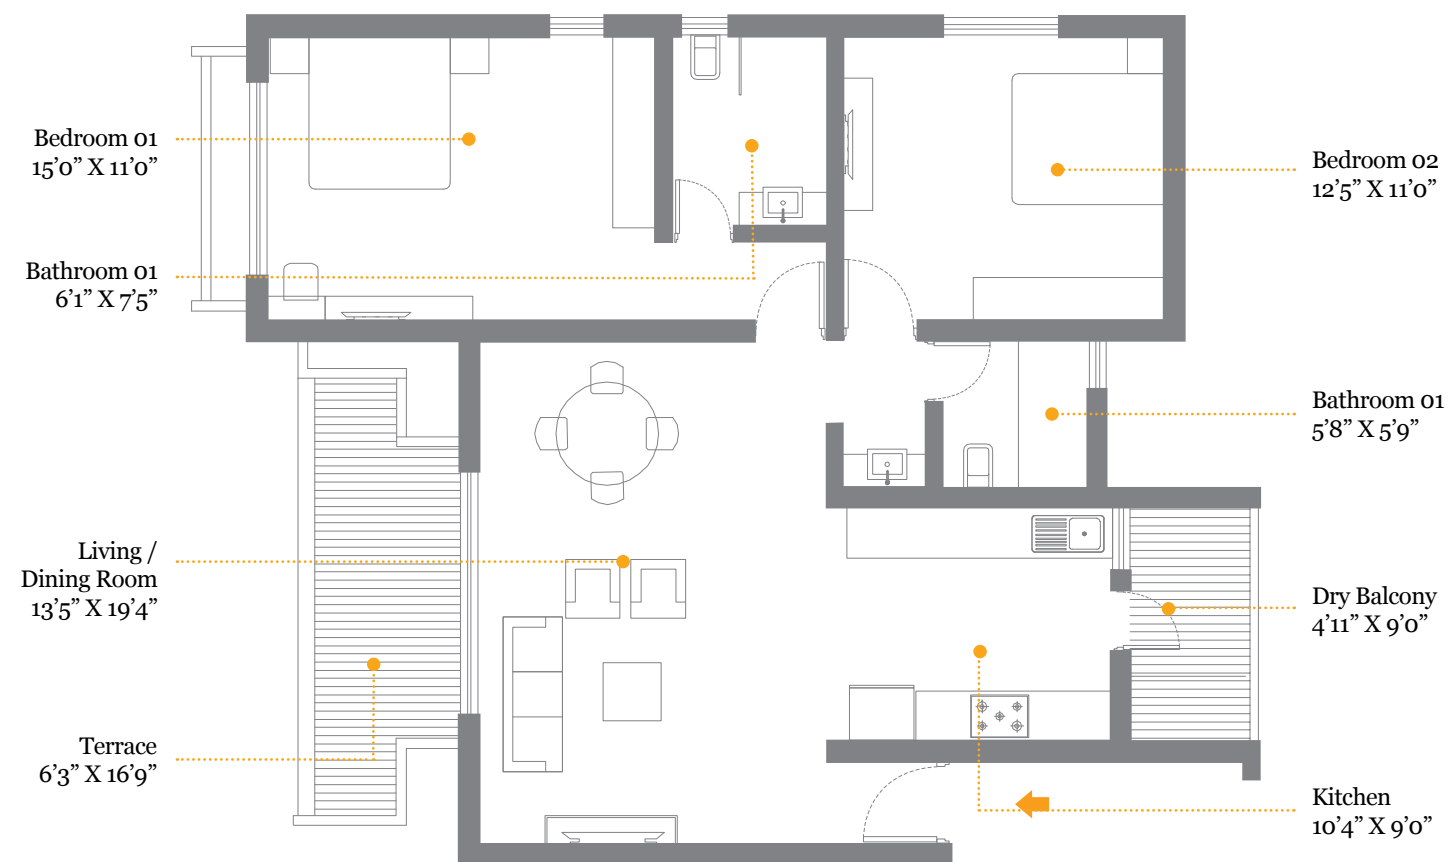 Bedroom 01
15’0” X 11’0”
Bathroom 01
6’1” X 7’5”
Living /
Dining Room
13’5” X 19’4”
Terrace
6’3” X 16’9”
Bedroom 02
12’5” X 11’0”
Bathroom 01
5’8” X 5’9”
Dry Balcony
4’11” X 9’0”
Kitchen
10’4” X 9’0”